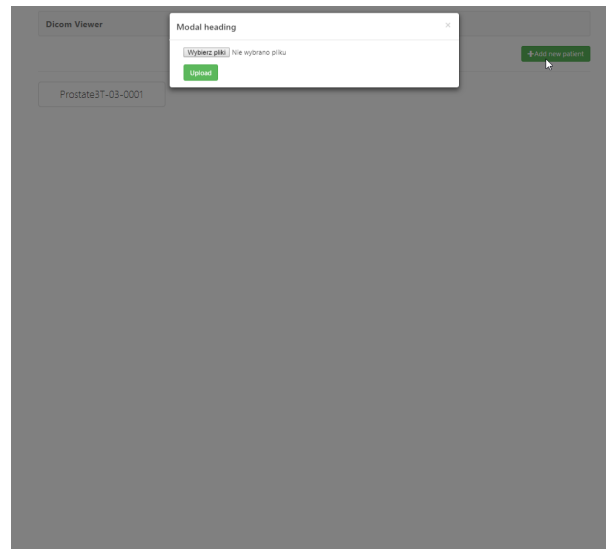 Dicom Viewer
Modal heading
×
Wybierz pliki Nie wybrano pliku
+Add new patient
Upload
Prostate3T-03-0001